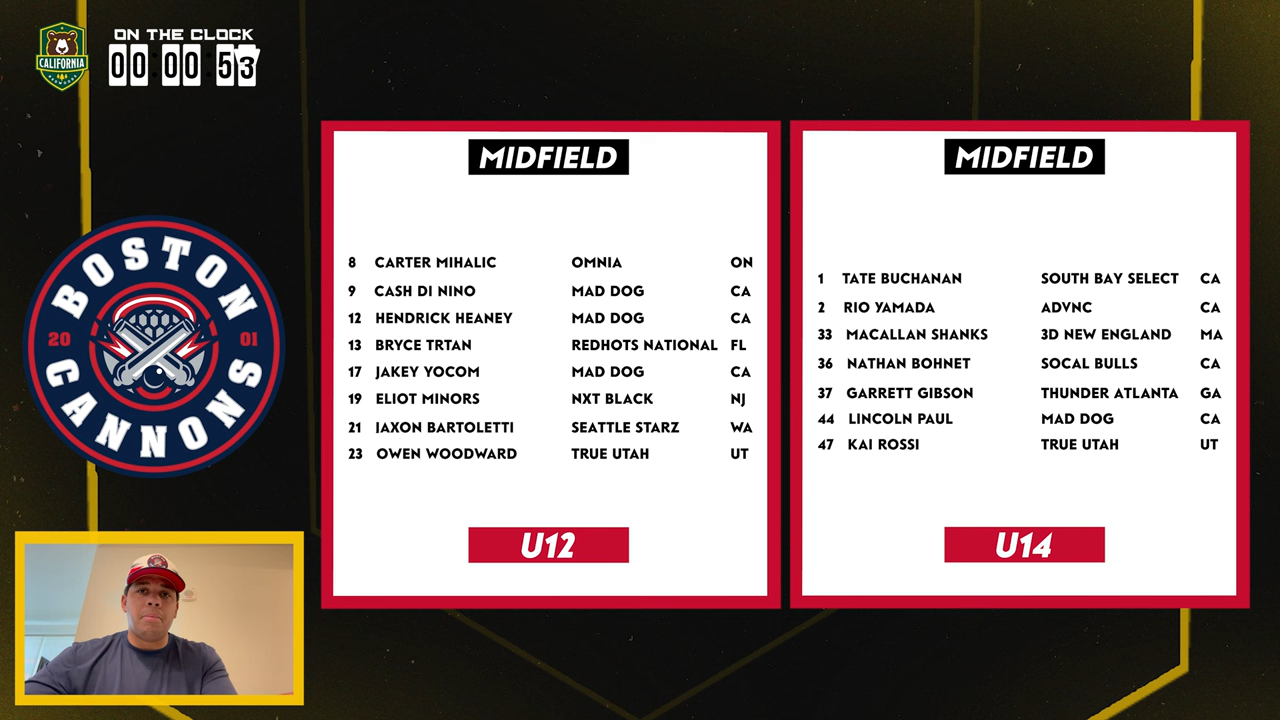 CALIFORNIA
ON THE CLOCK
00 00 53
BOSTON
20 01
CANNONS
MIDFIELD
8 CARTER MIHALIC OMNIA ON
9 CASH DI NINO MAD DOG CA
12 HENDRICK HEANEY MAD DOG CA
13 BRYCE TRTAN REDHOTS NATIONAL FL
17 JAKEY YOCOM MAD DOG CA
19 ELIOT MINORS NXT BLACK NJ
21 JAXON BARTOLETTI SEATTLE STARZ WA
23 OWEN WOODWARD TRUE UTAH UT
U12
MIDFIELD
1 TATE BUCHANAN SOUTH BAY SELECT CA
2 RIO YAMADA ADVNC CA
33 MACALLAN SHANKS 3D NEW ENGLAND MA
36 NATHAN BOHNET SOCAL BULLS CA
37 GARRETT GIBSON THUNDER ATLANTA GA
44 LINCOLN PAUL MAD DOG CA
47 KAI ROSSI TRUE UTAH UT
U14